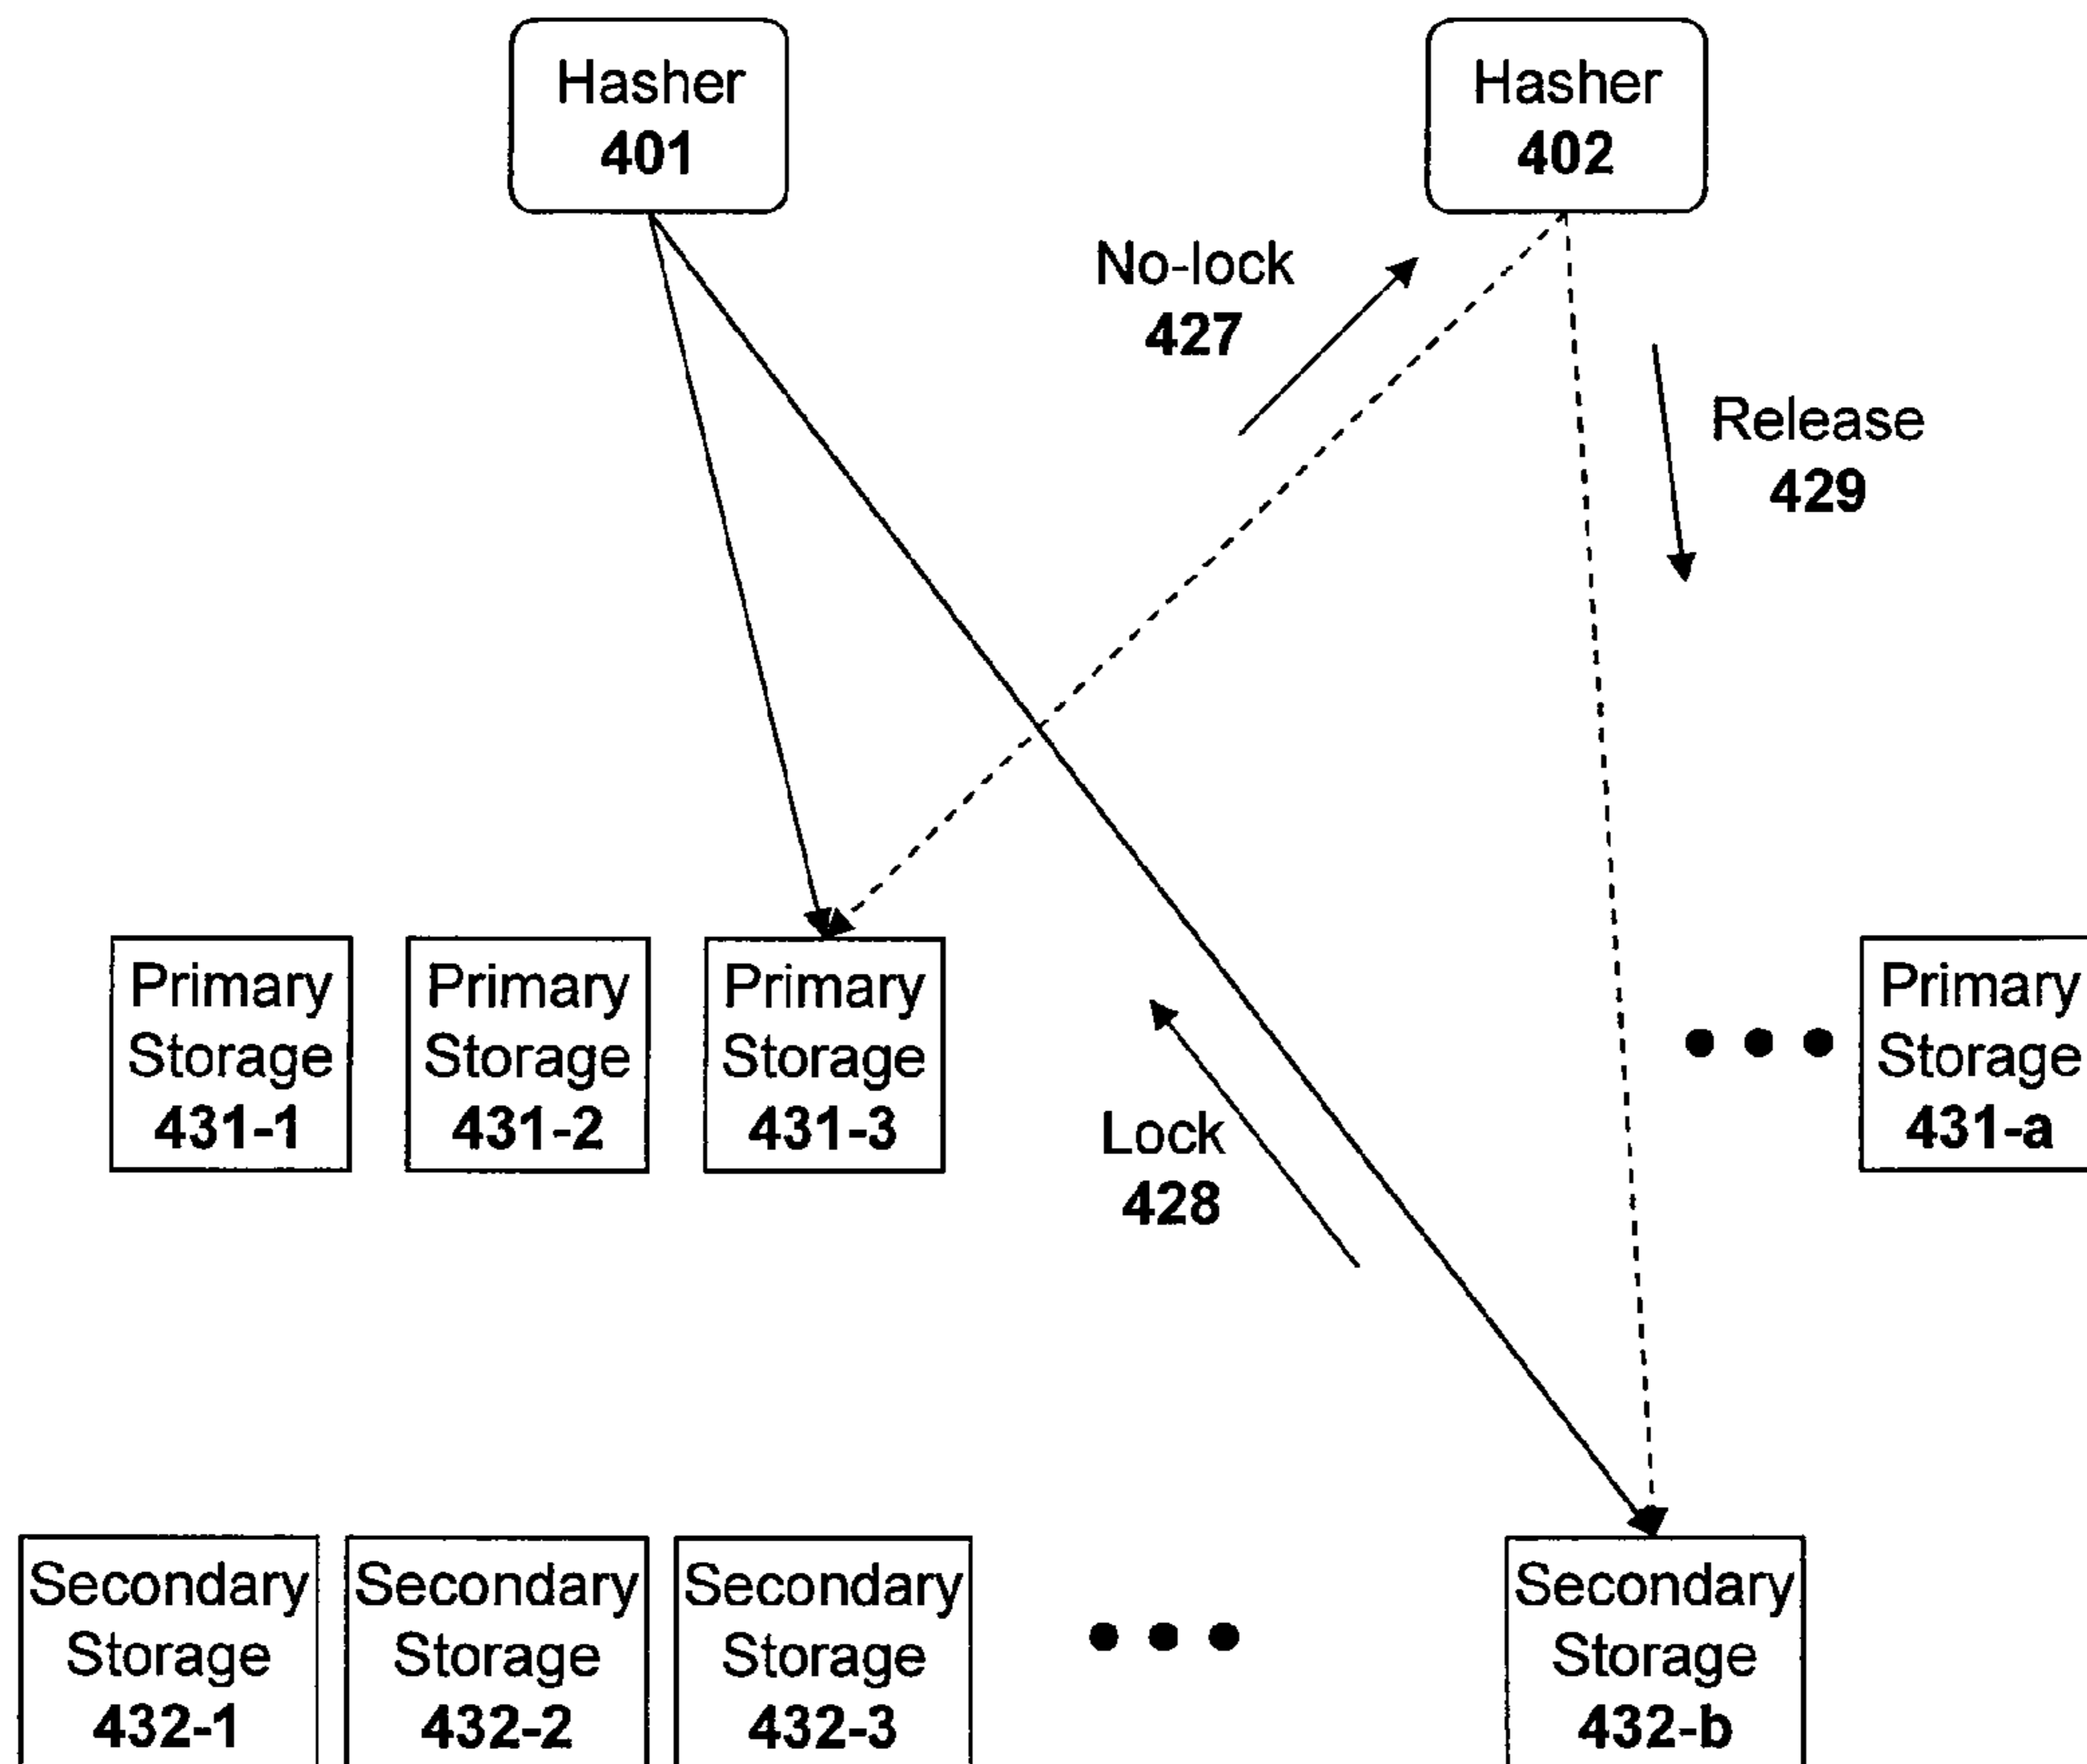 Hasher
401
Hasher
402
No-lock
427
Release
429
Primary
Storage
431-1
Primary
Storage
431-2
Primary
Storage
431-3
Primary
Storage
431-a
Lock
428
Secondary
Storage
432-1
Secondary
Storage
432-2
Secondary
Storage
432-3
Secondary
Storage
432-b